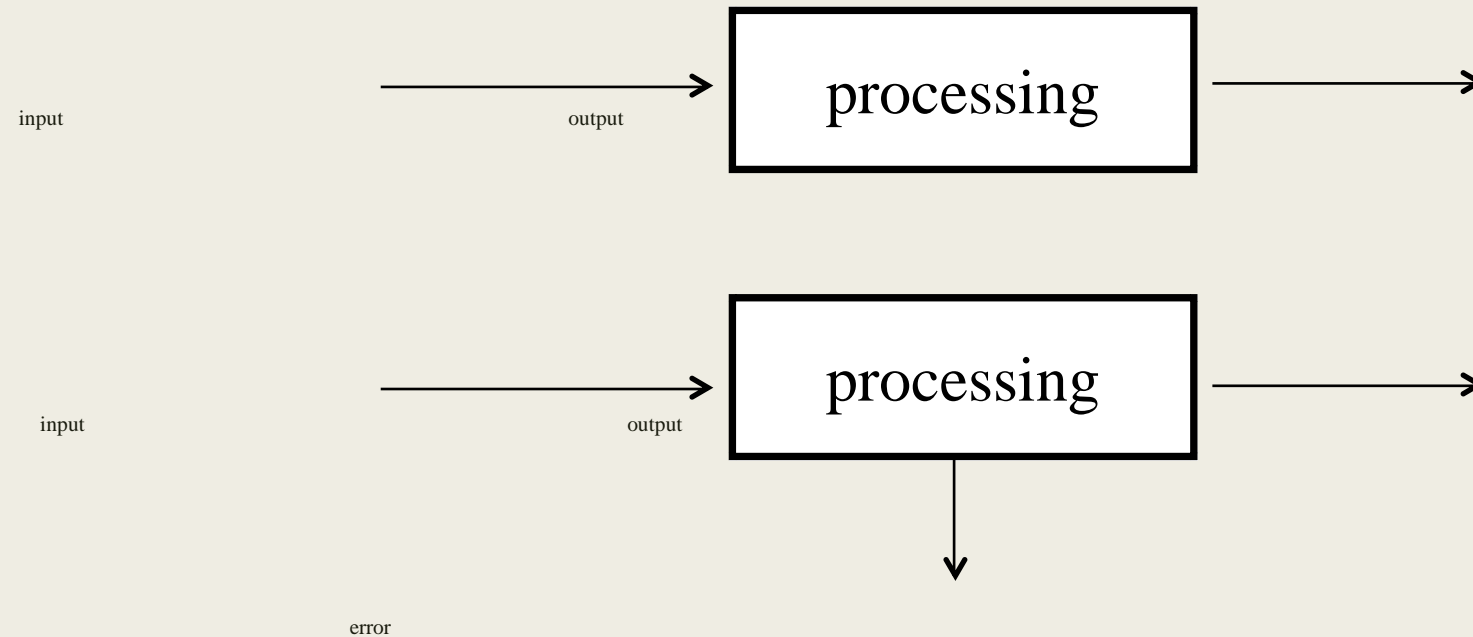 processing
input output
processing
input output
error